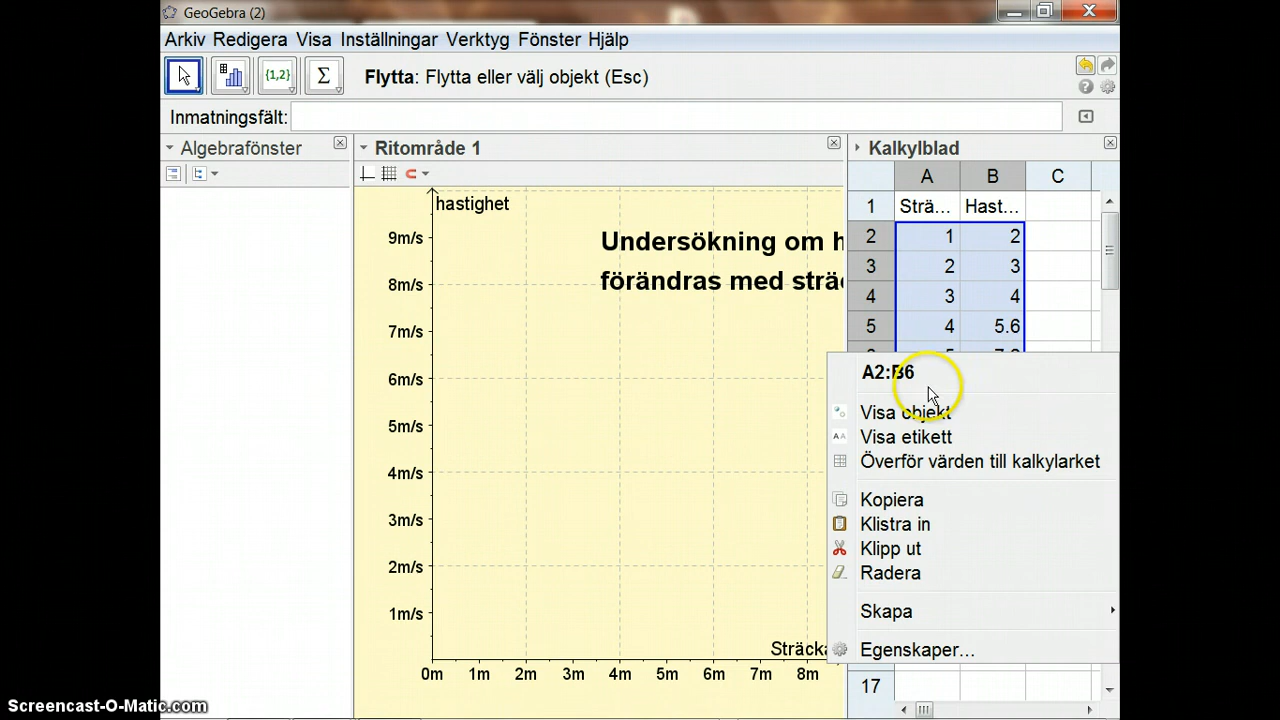 GeoGebra (2)
Arkiv Redigera Visa Inställningar Verktyg Fönster Hjälp
{1,2} Σ Flytta: Flytta eller välj objekt (Esc)
Inmatningsfält:
Algebrafönster
Ritområde 1
Kalkylblad
A B C
1 Strä... Hast...
2 1 2
3 2 3
4 3 4
5 4 5.6
hastighet
Undersökning om h
förändras med sträc
9m/s
8m/s
7m/s
6m/s
5m/s
4m/s
3m/s
2m/s
1m/s
Sträcka
0m 1m 2m 3m 4m 5m 6m 7m 8m
A2:B6
Visa objekt
AA Visa etikett
Överför värden till kalkylarket
Kopiera
Klistra in
Klipp ut
Radera
Skapa
Egenskaper...
17
Screencast-O-Matic.com